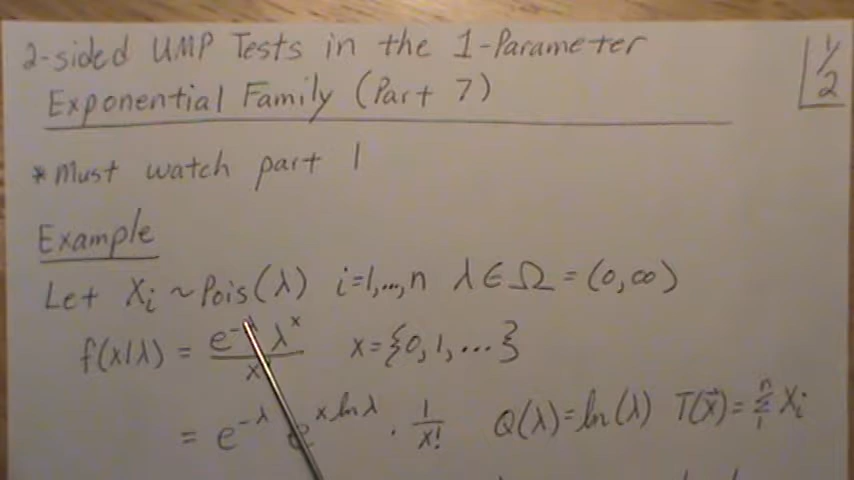 2-sided UMP Tests in the 1-Parameter
Exponential Family (Part 7)
1/2
*Must watch part 1
Example
Let Xi ~ Pois(λ) i=1,...,n λ ∈ Ω = (0,∞)
f(x|λ) = e^-λ λ^x / x x = {0, 1, ...}
= e^-λ e^x ln λ · 1/x! Q(λ)=ln(λ) T(x⃗)= Σ_1^n Xi